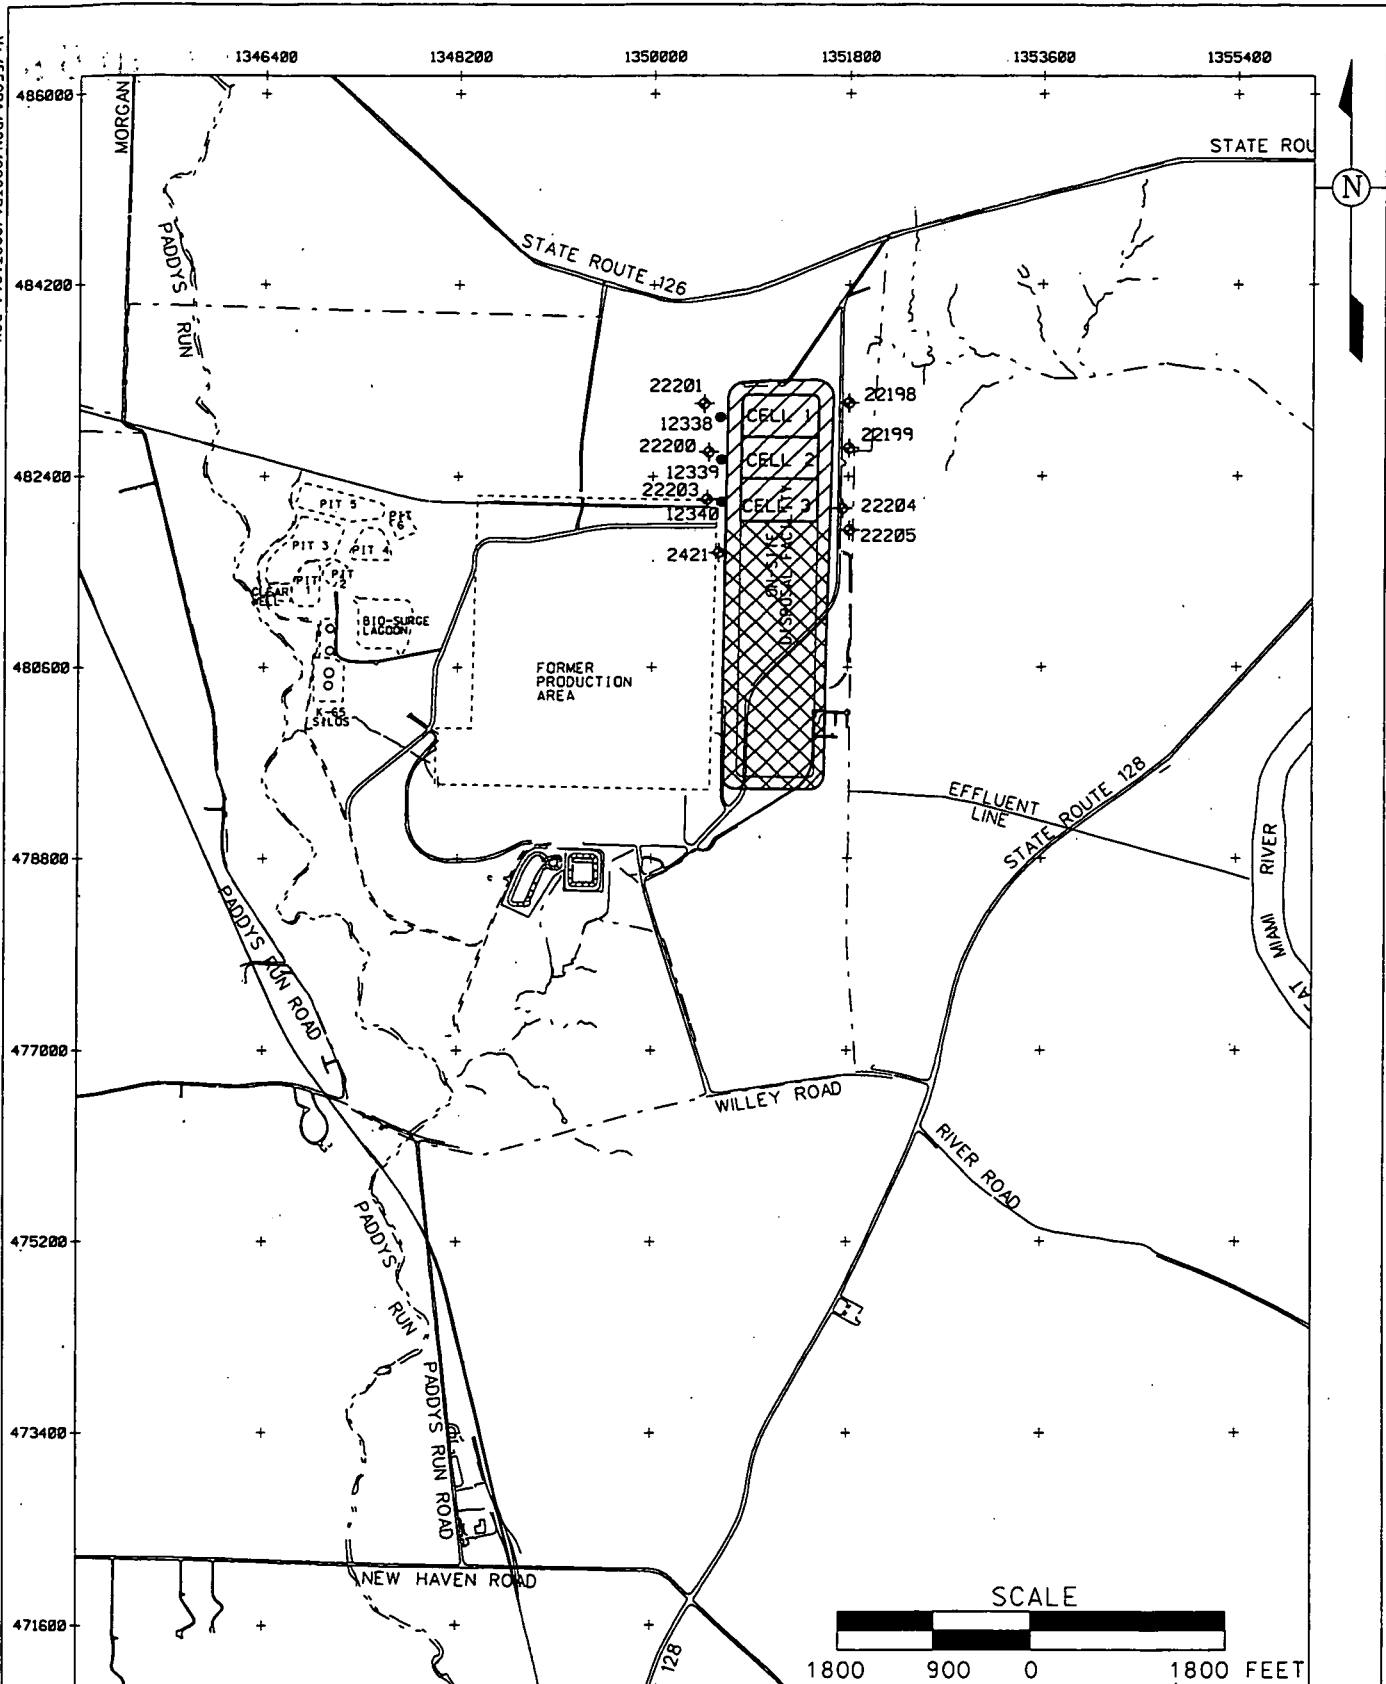 1346400 1348200 1350000 1351800 1353600 1355400
486000
MORGAN
STATE ROU
N
PADDYS RUN
STATE ROUTE 126
484200
22201
22198
12338
CELL 1
22200
22199
12339
CELL 2
482400
22203
12340
CELL 3
22204
22205
2421
PIT 5
PIT 6
PIT 3
PIT 4
PIT 1
PIT 2
CLEAR WELL
BIO-SURGE
LAGOON
ON-SITE
DISPOSAL FACILITY
480600
FORMER
PRODUCTION
AREA
K-65
SILOS
EFFLUENT
LINE
STATE ROUTE 128
478800
MIAMI RIVER
PADDYS RUN ROAD
477000
WILLEY ROAD
RIVER ROAD
475200
PADDYS RUN
PADDYS RUN ROAD
473400
NEW HAVEN ROAD
471600
128
SCALE
1800 900 0 1800 FEET